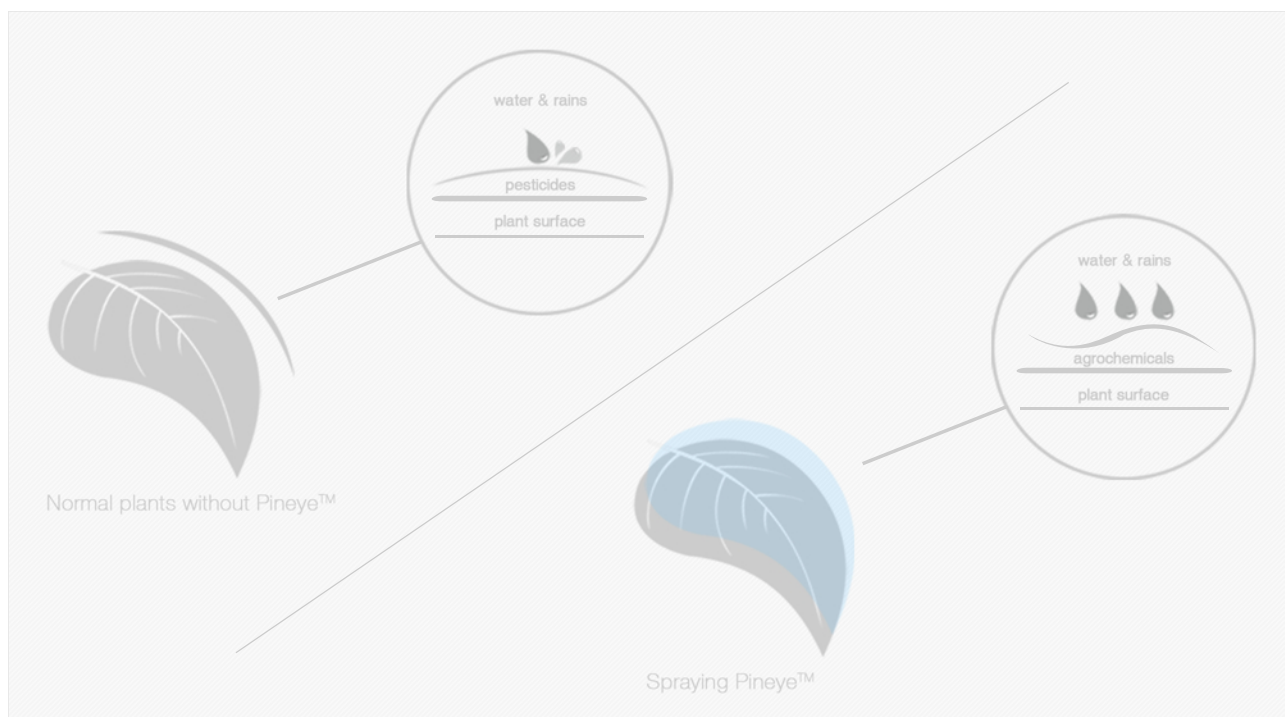 water & rains
pesticides
plant surface
Normal plants without Pineye™
water & rains
agrochemicals
plant surface
Spraying Pineye™